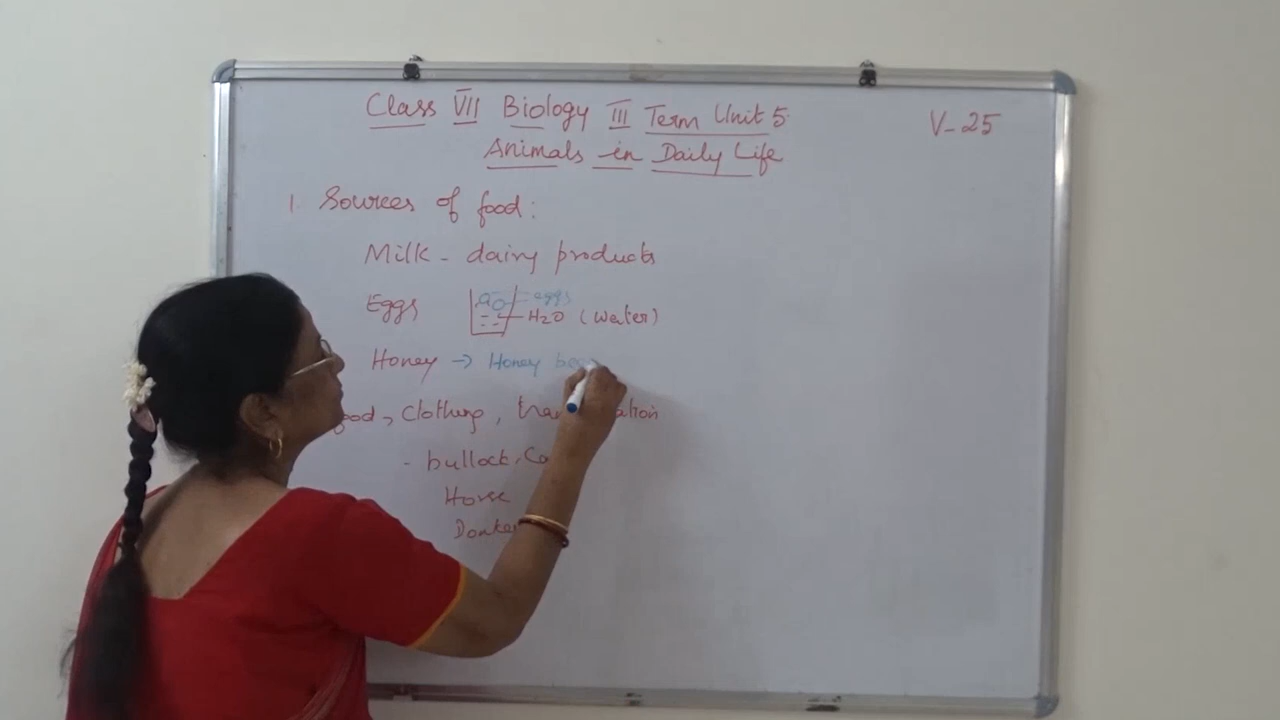 Class VII Biology III Term Unit 5
V-25
Animals in Daily Life
1 Sources of food:
Milk - dairy products
Eggs
eggs
H2O (Water)
Honey → Honey bee
food, Clothing,
- bullock,
Horse